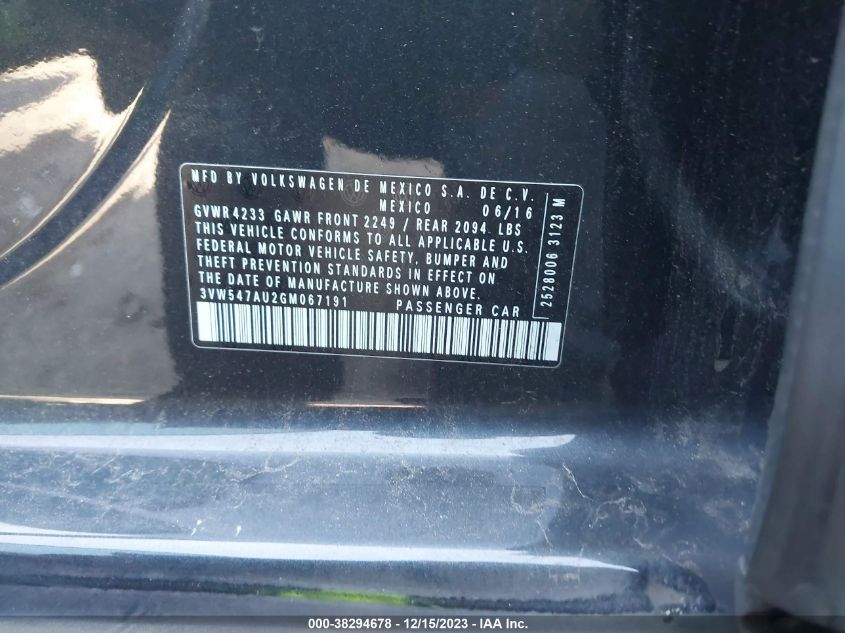 MFD BY VOLKSWAGEN DE MEXICO S.A. DE C.V.
MEXICO 06/16
GVWR 4233 GAWR FRONT 2249 / REAR 2094 LBS
THIS VEHICLE CONFORMS TO ALL APPLICABLE U.S.
FEDERAL MOTOR VEHICLE SAFETY, BUMPER AND
THEFT PREVENTION STANDARDS IN EFFECT ON
THE DATE OF MANUFACTURE SHOWN ABOVE.
3VW547AU2GM067191 PASSENGER CAR
2528006 3123 M
000-38294678 - 12/15/2023 - IAA Inc.